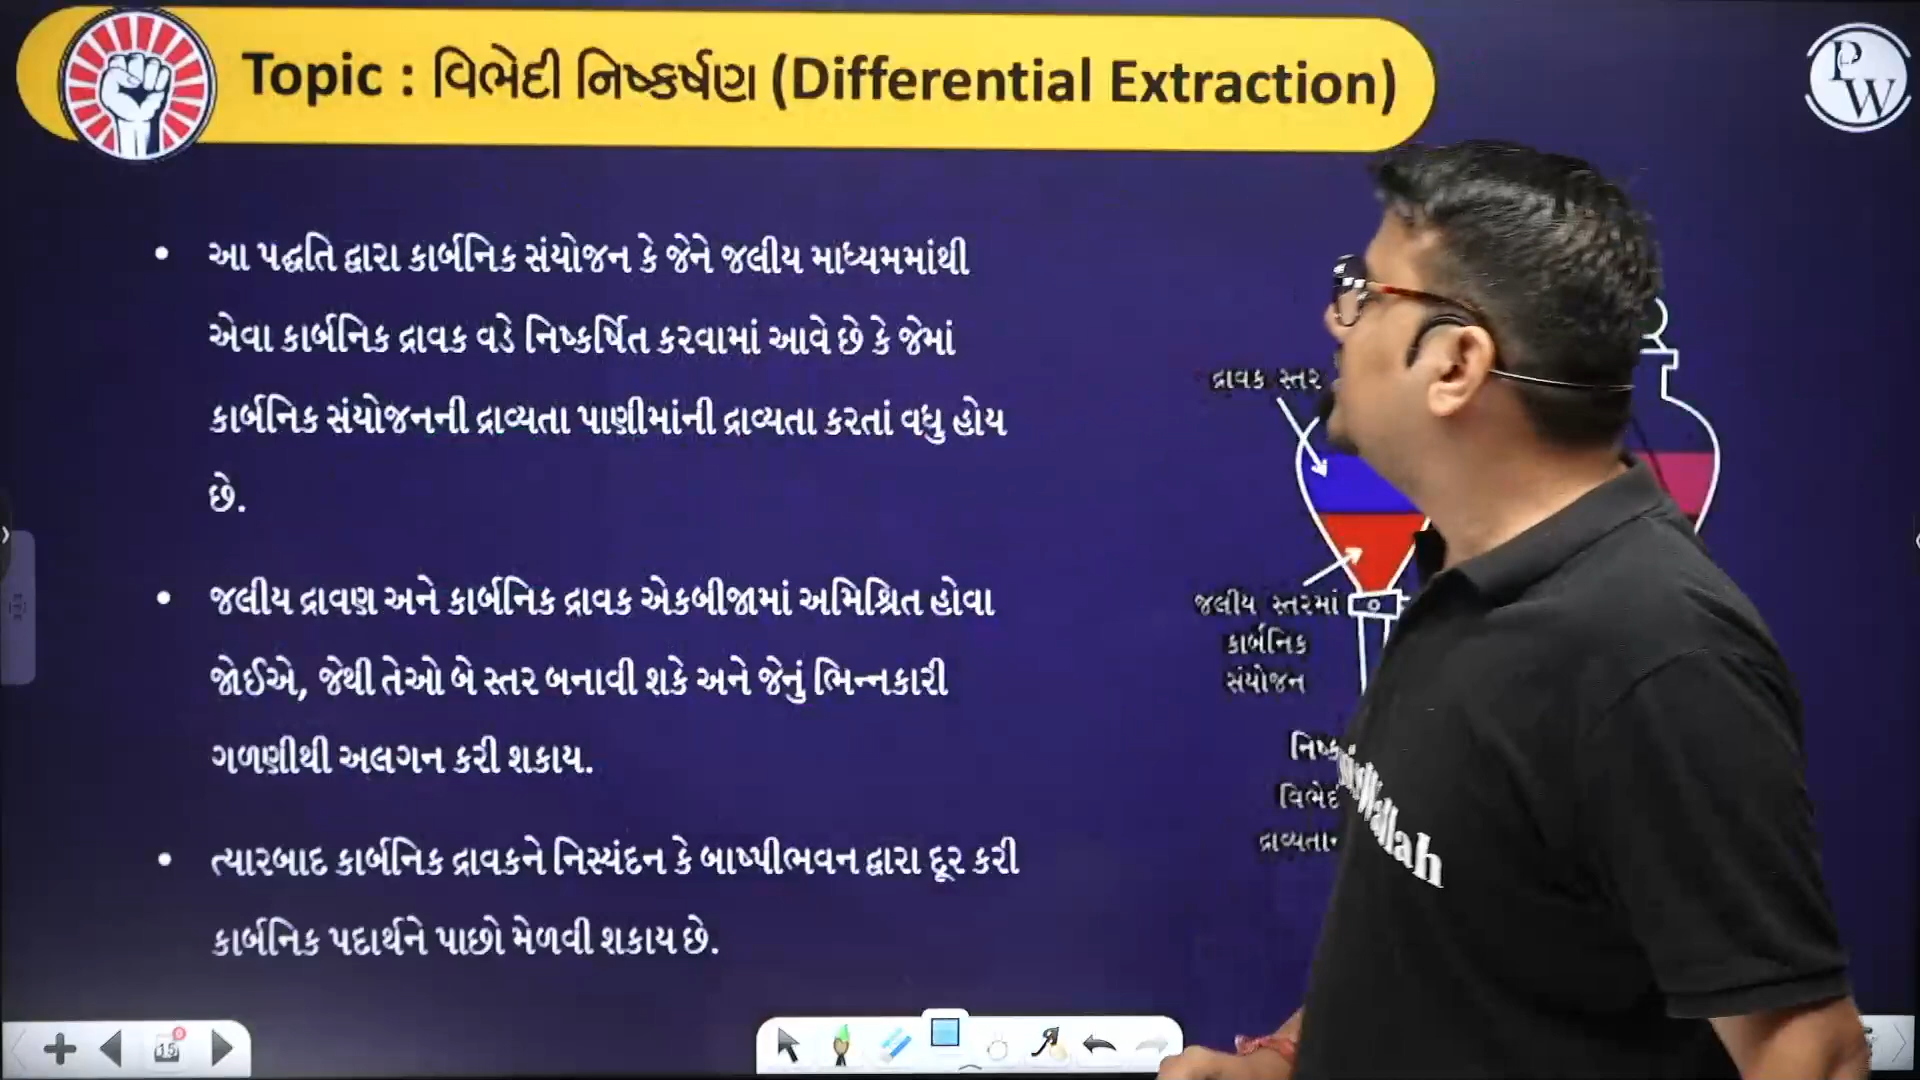 Topic : વિભેદી નિષ્કર્ષણ (Differential Extraction)
PW
• આ પદ્ધતિ દ્વારા કાર્બનિક સંયોજન કે જેને જલીય માધ્યમમાંથી
એવા કાર્બનિક દ્રાવક વડે નિષ્કર્ષિત કરવામાં આવે છે કે જેમાં
કાર્બનિક સંયોજનની દ્રાવ્યતા પાણીમાંની દ્રાવ્યતા કરતાં વધુ હોય
છે.
• જલીય દ્રાવણ અને કાર્બનિક દ્રાવક એકબીજામાં અમિશ્રિત હોવા
જોઈએ, જેથી તેઓ બે સ્તર બનાવી શકે અને જેનું ભિન્નકારી
ગળણીથી અલગન કરી શકાય.
• ત્યારબાદ કાર્બનિક દ્રાવકને નિસ્યંદન કે બાષ્પીભવન દ્વારા દૂર કરી
કાર્બનિક પદાર્થને પાછો મેળવી શકાય છે.
દ્રાવક સ્તર
જલીય સ્તરમાં
કાર્બનિક
સંયોજન
15